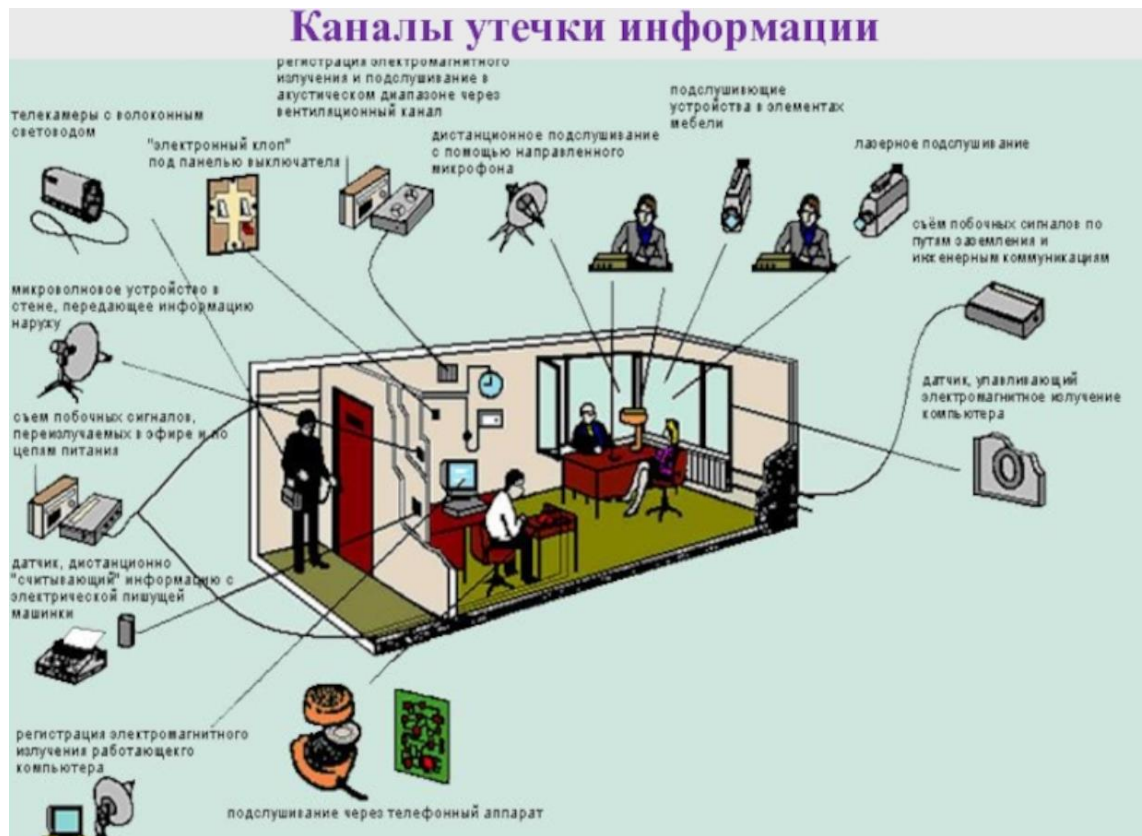 Каналы утечки информации
регистрация электромагнитного
излучения и подслушивание в
акустическом диапазоне через
вентиляционный канал
телекамеры с волоконным
световодом
"электронный клоп"
под панелью выключателя
дистанционное подслушивание
с помощью направленного
микрофона
подслушивющие
устройства в элементах
мебели
лазерное подслушивание
съём побочных сигналов по
путям заземления и
инженерным коммуникациям
микроволновое устройство в
стене, передающее информацию
наруху
датчик, улавливающий
электромагнитное излучение
компьютера
съем побочных сигналов,
переизлучаемых в эфире и по
цепям питания
датчик, дистанционно
"считывающий" информацию с
электрической пишущей
машинки
регистрация электромагнитного
излучения работающекго
компьютера
подслушивание через телефонный аппарат